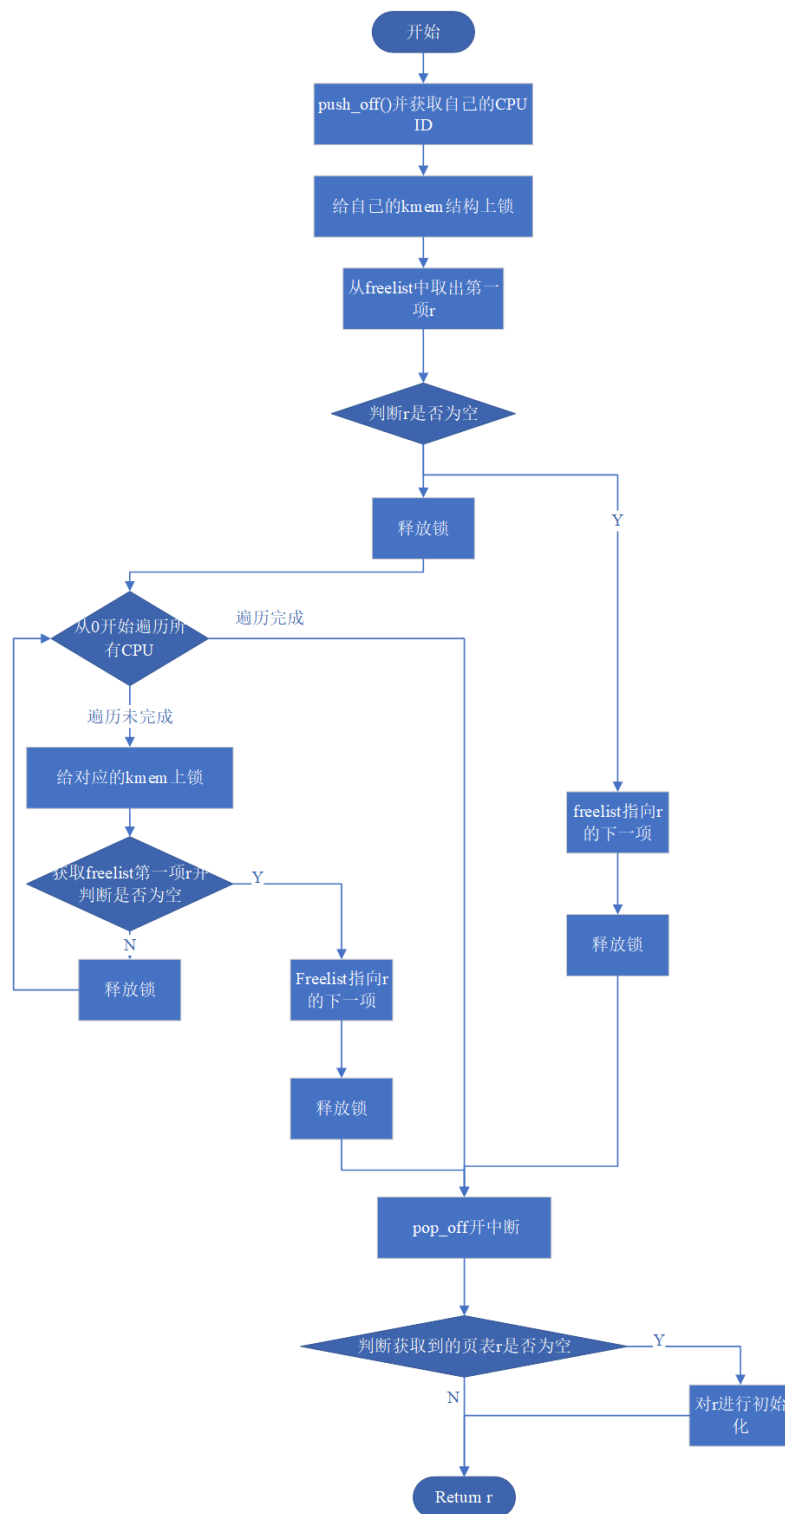 开始
push_off()并获取自己的CPU
ID
给自己的kmem结构上锁
从freelist中取出第一
项r
判断r是否为空
释放锁
Y
从0开始遍历所
有CPU
遍历完成
遍历未完成
给对应的kmem上锁
freelist指向r
的下一项
获取freelist第一项r并
判断是否为空
Y
N
释放锁
Freelist指向r
的下一项
释放锁
释放锁
pop_off开中断
判断获取到的页表r是否为空
Y
N
对r进行初始
化
Return r